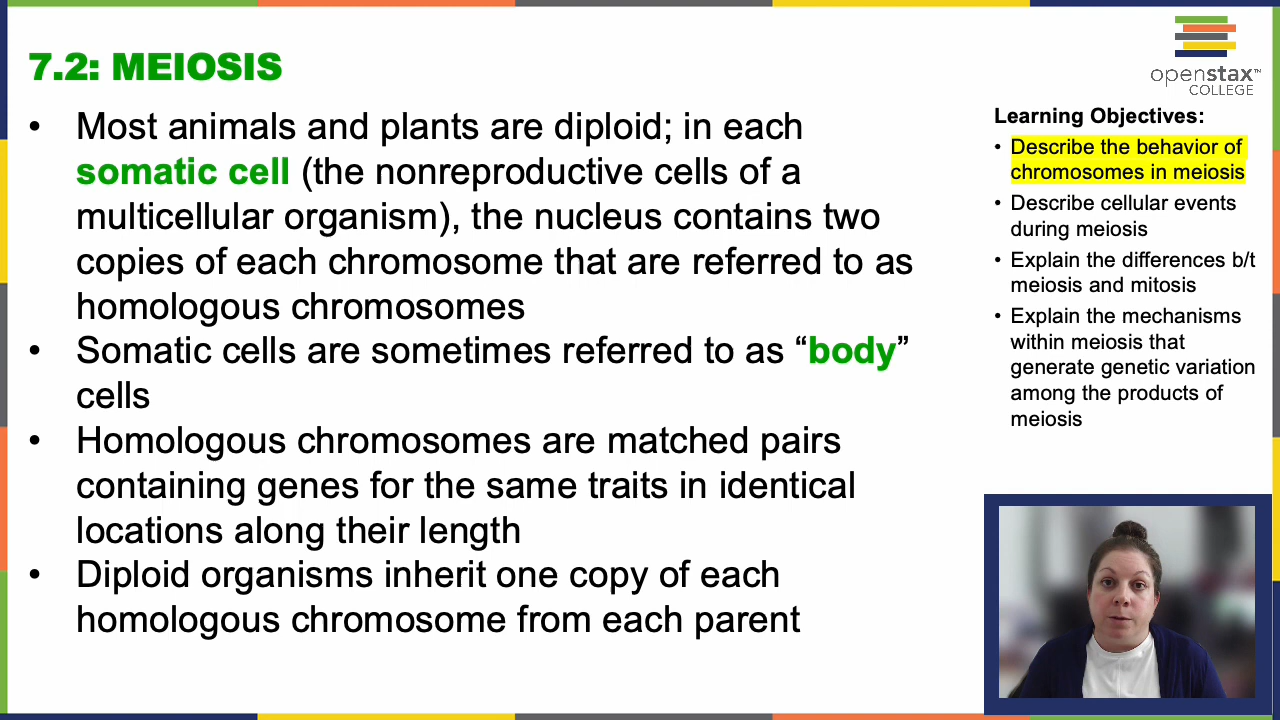 7.2: MEIOSIS
• Most animals and plants are diploid; in each
somatic cell (the nonreproductive cells of a
multicellular organism), the nucleus contains two
copies of each chromosome that are referred to as
homologous chromosomes
• Somatic cells are sometimes referred to as “body”
cells
• Homologous chromosomes are matched pairs
containing genes for the same traits in identical
locations along their length
• Diploid organisms inherit one copy of each
homologous chromosome from each parent
openstax™
COLLEGE
Learning Objectives:
• Describe the behavior of
chromosomes in meiosis
• Describe cellular events
during meiosis
• Explain the differences b/t
meiosis and mitosis
• Explain the mechanisms
within meiosis that
generate genetic variation
among the products of
meiosis